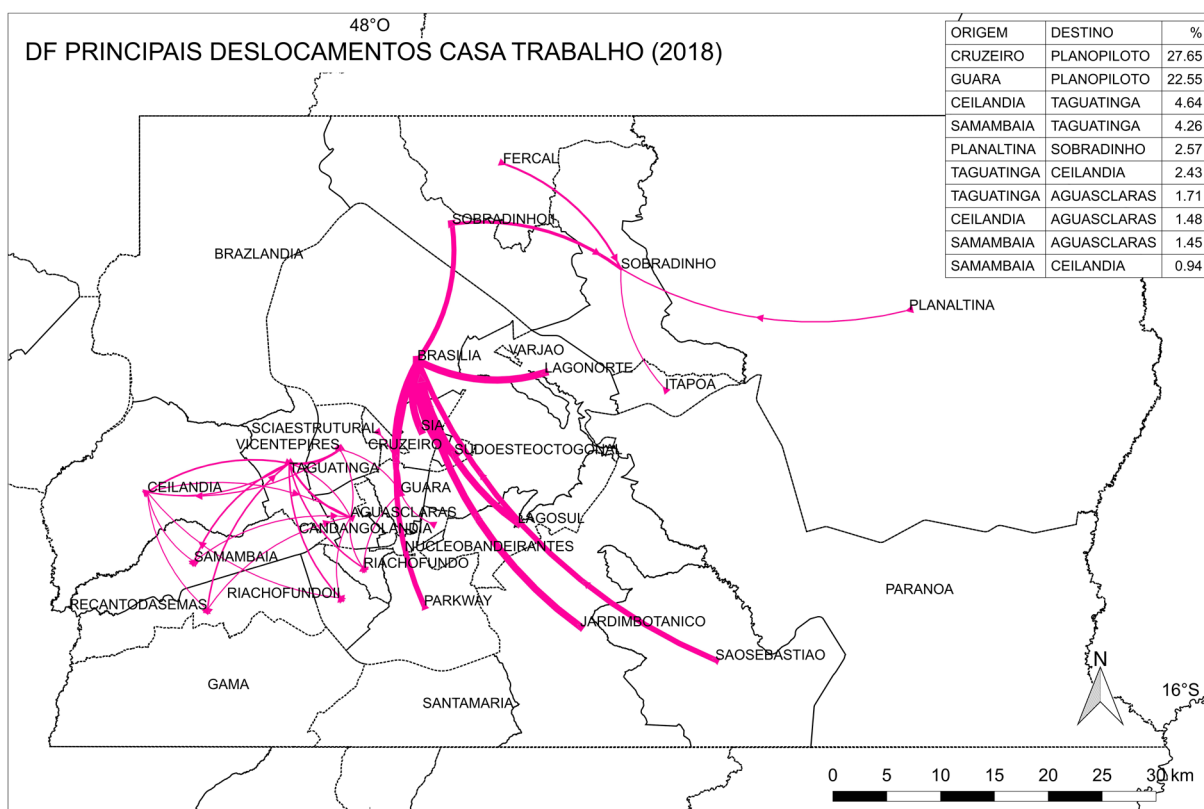 48°O
DF PRINCIPAIS DESLOCAMENTOS CASA TRABALHO (2018)
ORIGEM DESTINO %
CRUZEIRO PLANOPILOTO 27.65
GUARA PLANOPILOTO 22.55
CEILANDIA TAGUATINGA 4.64
SAMAMBAIA TAGUATINGA 4.26
PLANALTINA SOBRADINHO 2.57
TAGUATINGA CEILANDIA 2.43
TAGUATINGA AGUASCLARAS 1.71
CEILANDIA AGUASCLARAS 1.48
SAMAMBAIA AGUASCLARAS 1.45
SAMAMBAIA CEILANDIA 0.94
FERCAL
SOBRADINHOII
BRAZLANDIA
SOBRADINHO
PLANALTINA
BRASILIA
VARJAO
LAGONORTE
ITAPOA
SCIAESTRUTURAL
SIA
VICENTEPIRES
CRUZEIRO
SUDOESTEOCTOGONAL
TAGUATINGA
CEILANDIA
GUARA
AGUASCLARAS
LAGOSUL
CANDANGOLANDIA
NUCLEOBANDEIRANTES
SAMAMBAIA
RIACHOFUNDO
RIACHOFUNDOII
PARANOA
RECANTODASEMAS
PARKWAY
JARDIMBOTANICO
SAOSEBASTIAO
N
GAMA
16°S
SANTAMARIA
0 5 10 15 20 25 30 km